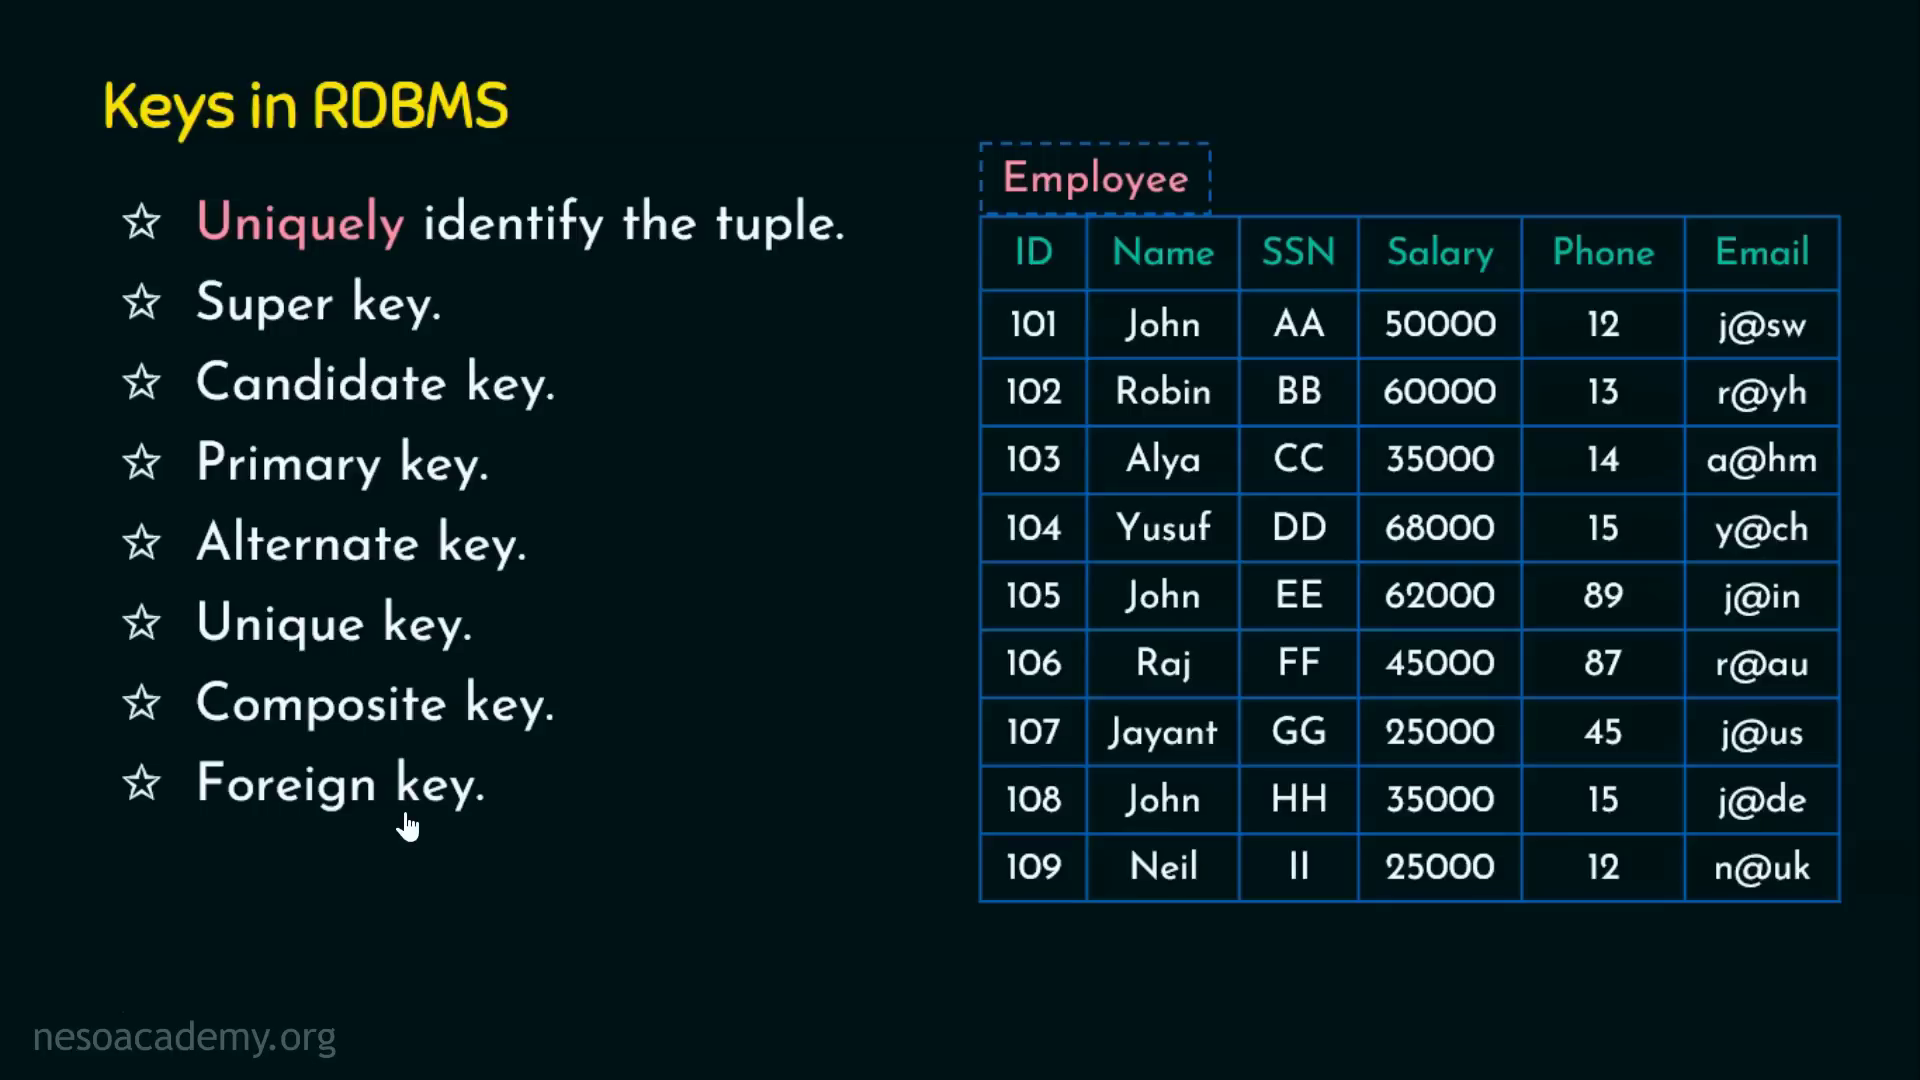 Keys in RDBMS
Uniquely identify the tuple.
Super key.
Candidate key.
Primary key.
Alternate key.
Unique key.
Composite key.
Foreign key.
Employee
ID Name SSN Salary Phone Email
101 John AA 50000 12 j@sw
102 Robin BB 60000 13 r@yh
103 Alya CC 35000 14 a@hm
104 Yusuf DD 68000 15 y@ch
105 John EE 62000 89 j@in
106 Raj FF 45000 87 r@au
107 Jayant GG 25000 45 j@us
108 John HH 35000 15 j@de
109 Neil II 25000 12 n@uk
nesoacademy.org